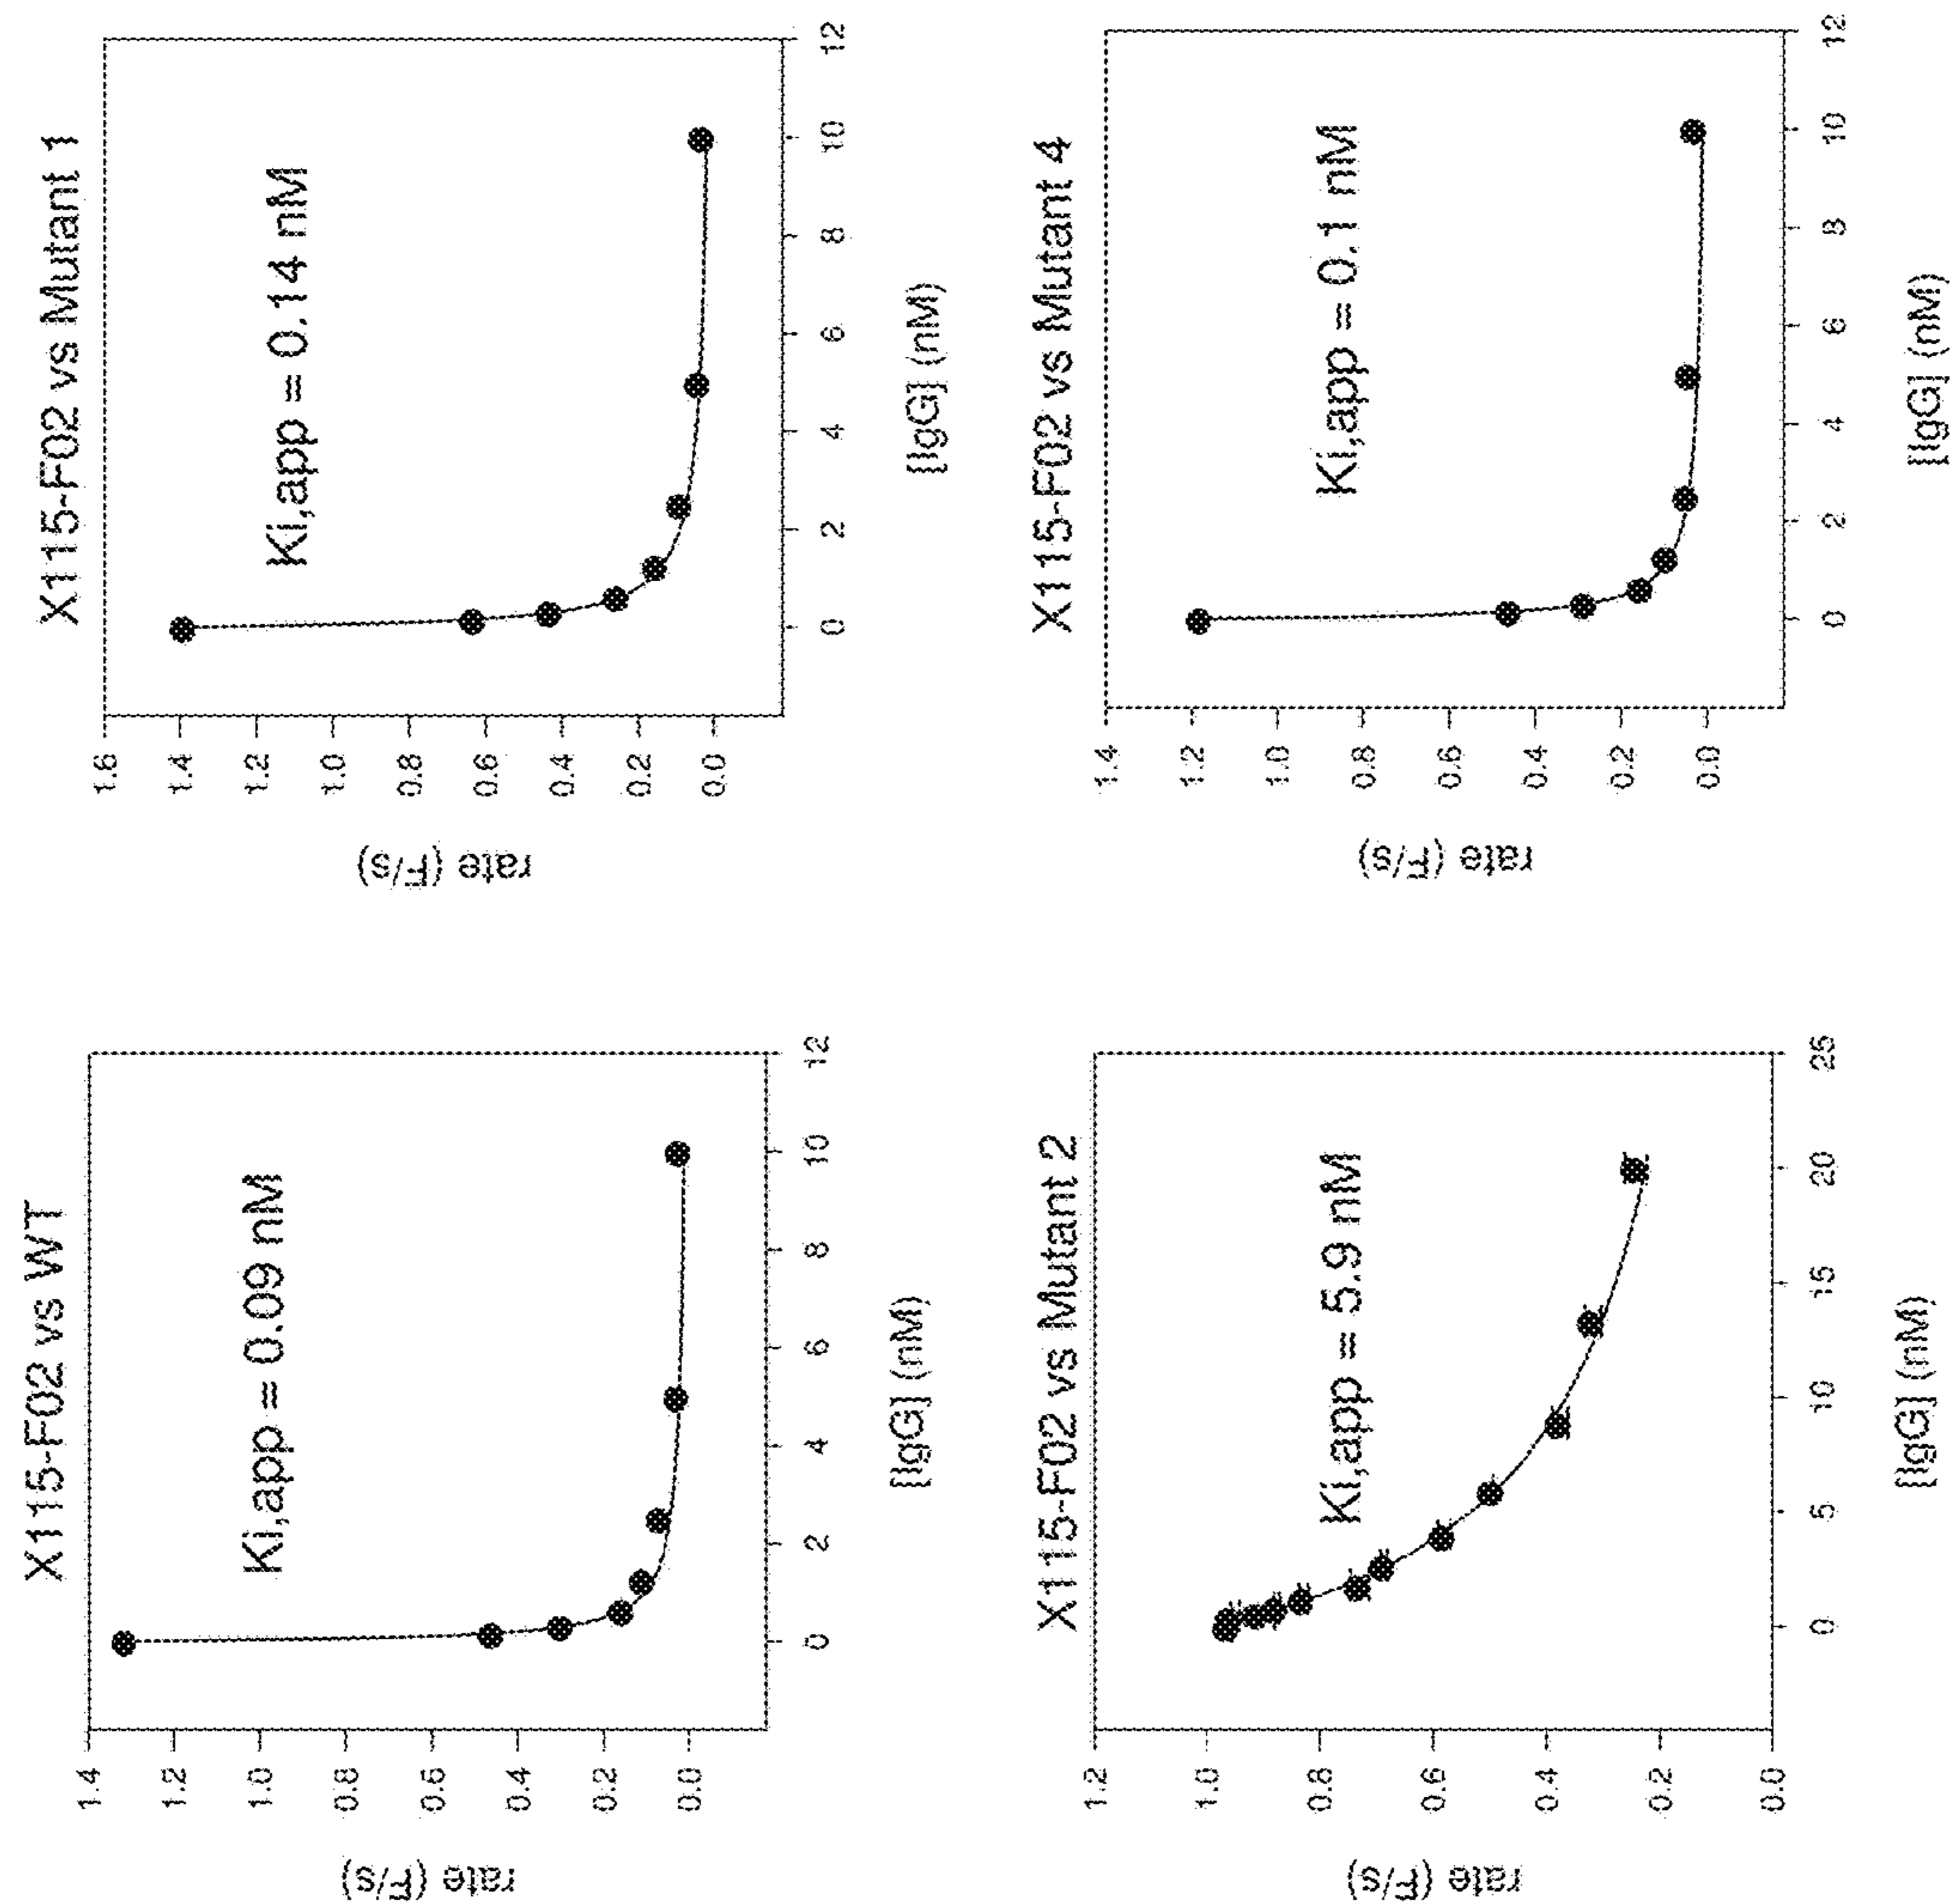 X115-F02 vs WT
Ki,app = 0.09 nM
rate (F/s)
1.4
1.2
1.0
0.8
0.6
0.4
0.2
0.0
0 2 4 6 8 10 12
[IgG] (nM)
X115-F02 vs Mutant 1
Ki,app = 0.14 nM
rate (F/s)
1.6
1.4
1.2
1.0
0.8
0.6
0.4
0.2
0.0
0 2 4 6 8 10 12
[IgG] (nM)
X115-F02 vs Mutant 2
Ki,app = 5.9 nM
rate (F/s)
1.2
1.0
0.8
0.6
0.4
0.2
0.0
0 5 10 15 20 25
[IgG] (nM)
X115-F02 vs Mutant 4
Ki,app = 0.1 nM
rate (F/s)
1.4
1.2
1.0
0.8
0.6
0.4
0.2
0.0
0 2 4 6 8 10 12
[IgG] (nM)